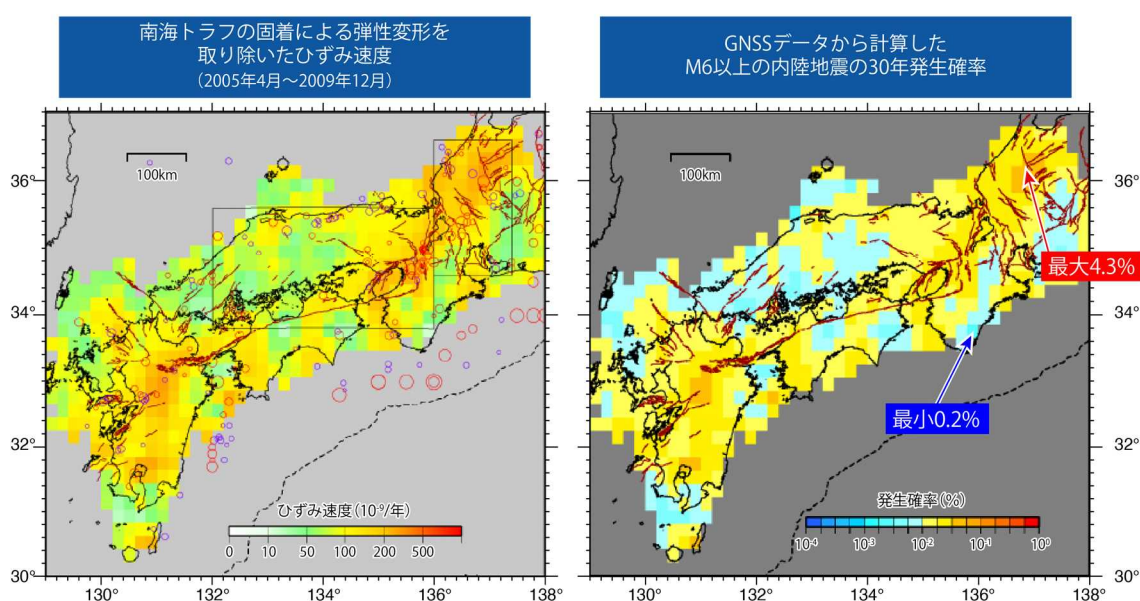 南海トラフの固着による弾性変形を
取り除いたひずみ速度
（2005年4月～2009年12月）
GNSSデータから計算した
M6以上の内陸地震の30年発生確率
100km
36°
34°
32°
30°
130°
132°
134°
136°
138°
ひずみ速度（10⁻⁹/年）
0 10 50 100 200 500
100km
36°
34°
32°
30°
130°
132°
134°
136°
138°
最大4.3%
最小0.2%
発生確率（%）
10⁻⁴ 10⁻³ 10⁻² 10⁻¹ 10⁰